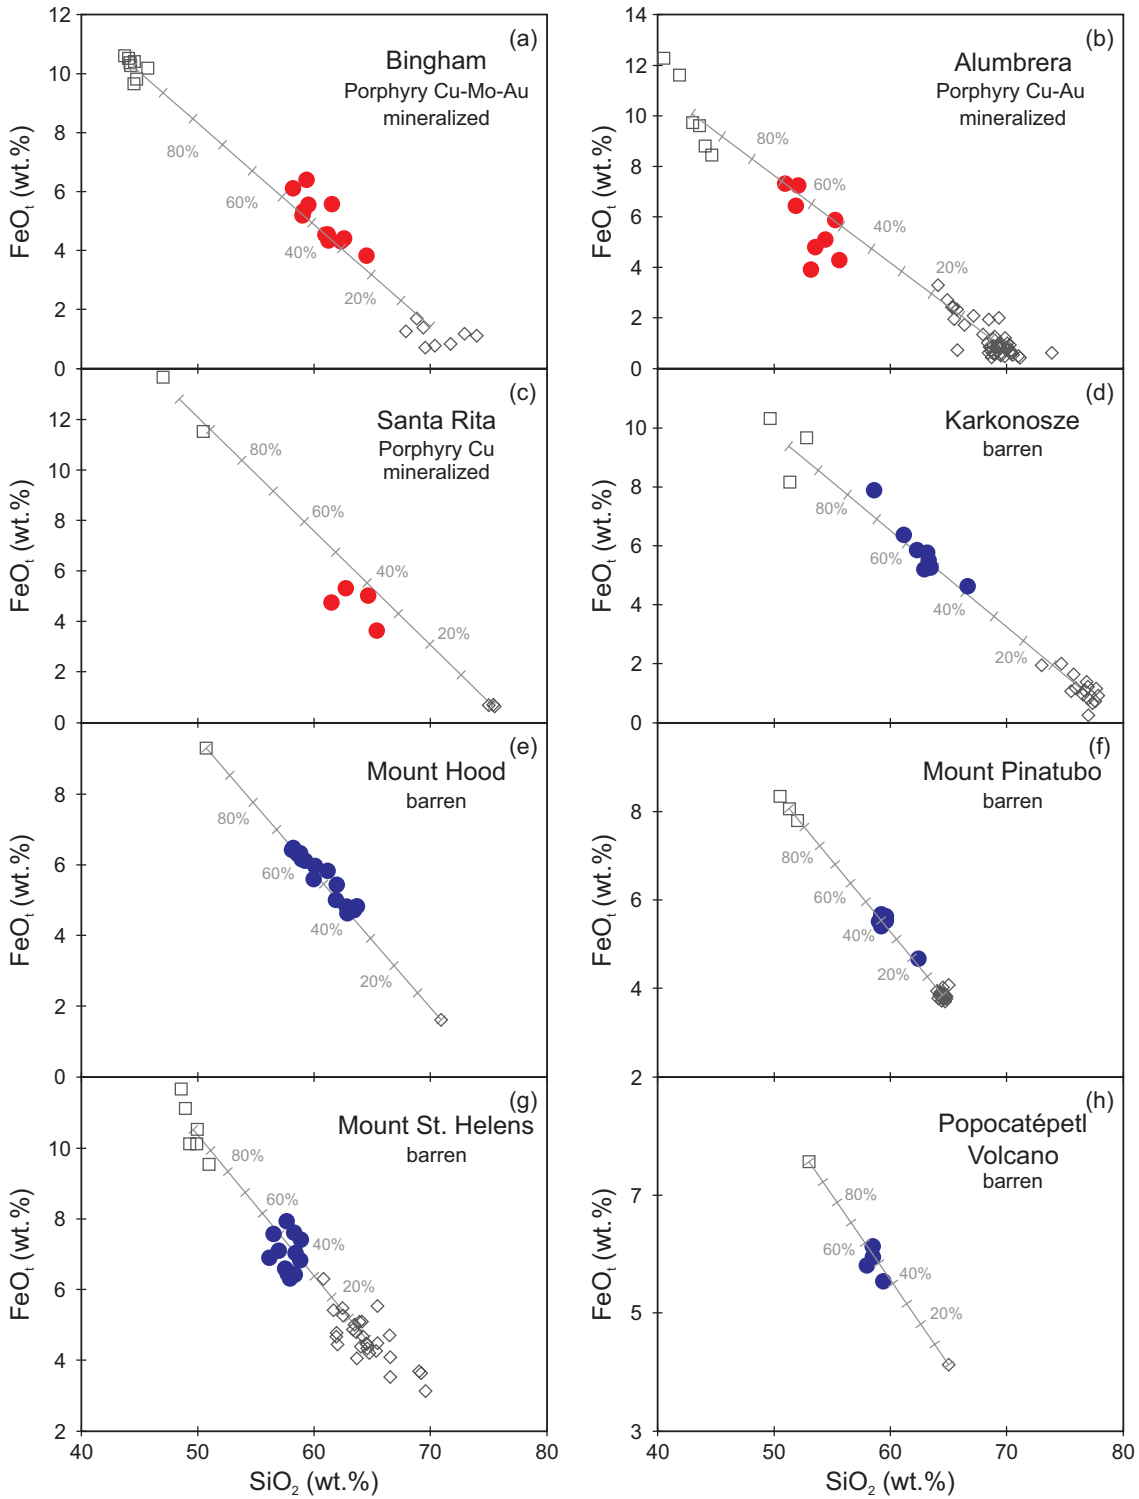 (a)
Bingham
Porphyry Cu-Mo-Au
mineralized
12
10
8
6
4
2
0
FeOₜ (wt.%)
80%
60%
40%
20%
(b)
Alumbrera
Porphyry Cu-Au
mineralized
14
12
10
8
6
4
2
0
FeOₜ (wt.%)
80%
60%
40%
20%
(c)
Santa Rita
Porphyry Cu
mineralized
12
10
8
6
4
2
0
FeOₜ (wt.%)
80%
60%
40%
20%
(d)
Karkonosze
barren
10
8
6
4
2
0
FeOₜ (wt.%)
80%
60%
40%
20%
(e)
Mount Hood
barren
8
6
4
2
0
FeOₜ (wt.%)
80%
60%
40%
20%
(f)
Mount Pinatubo
barren
8
6
4
2
FeOₜ (wt.%)
80%
60%
40%
20%
(g)
Mount St. Helens
barren
10
8
6
4
2
FeOₜ (wt.%)
80%
60%
40%
20%
40 50 60 70 80
SiO₂ (wt.%)
(h)
Popocatépetl
Volcano
barren
7
5
3
FeOₜ (wt.%)
80%
60%
40%
20%
40 50 60 70 80
SiO₂ (wt.%)